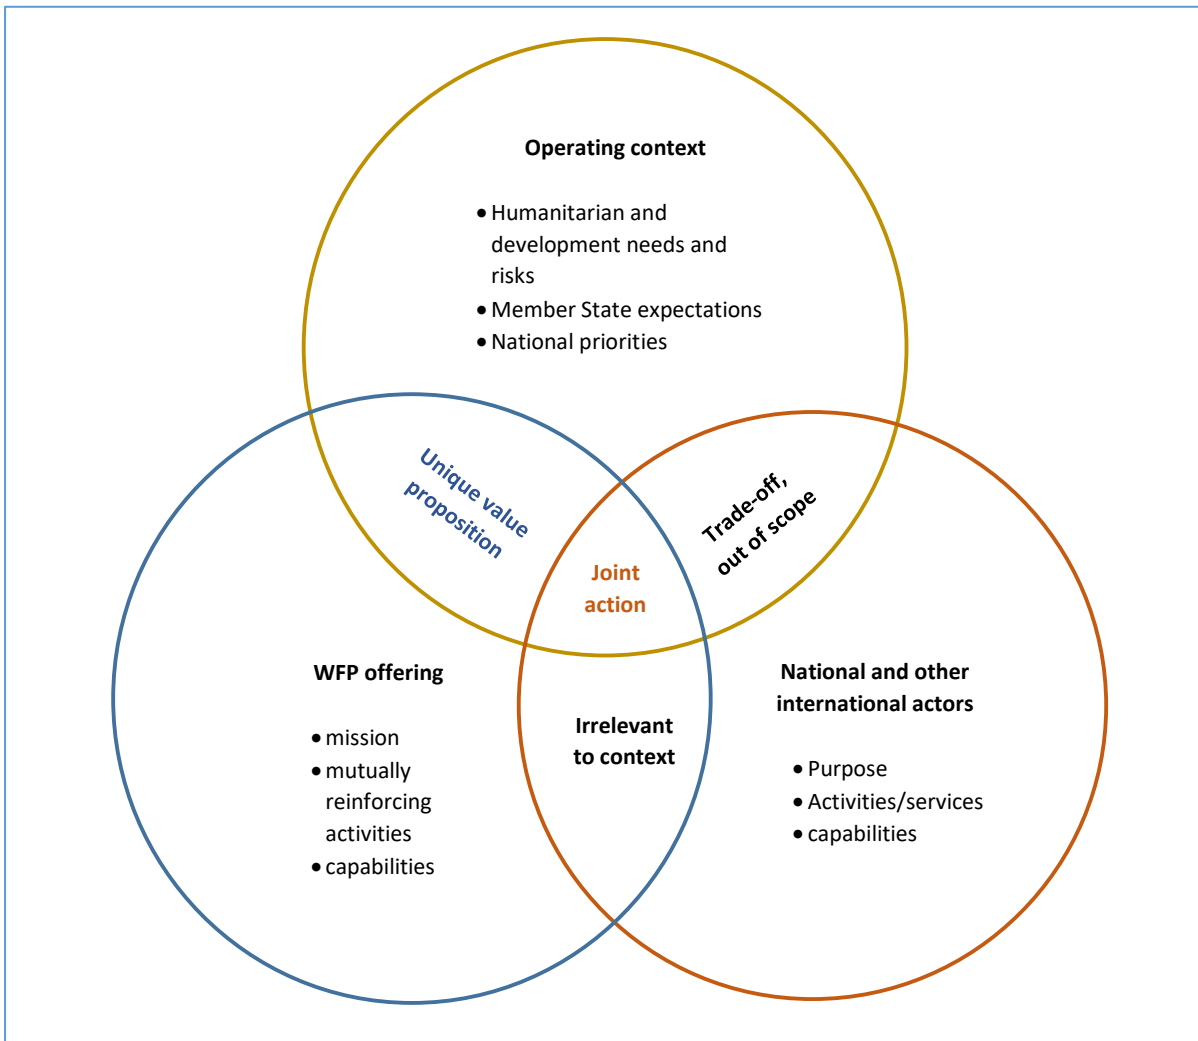 Operating context
• Humanitarian and
development needs and
risks
• Member State expectations
• National priorities
Unique value
proposition
Trade-off,
out of scope
Joint
action
WFP offering
• mission
• mutually
reinforcing
activities
• capabilities
Irrelevant
to context
National and other
international actors
• Purpose
• Activities/services
• capabilities